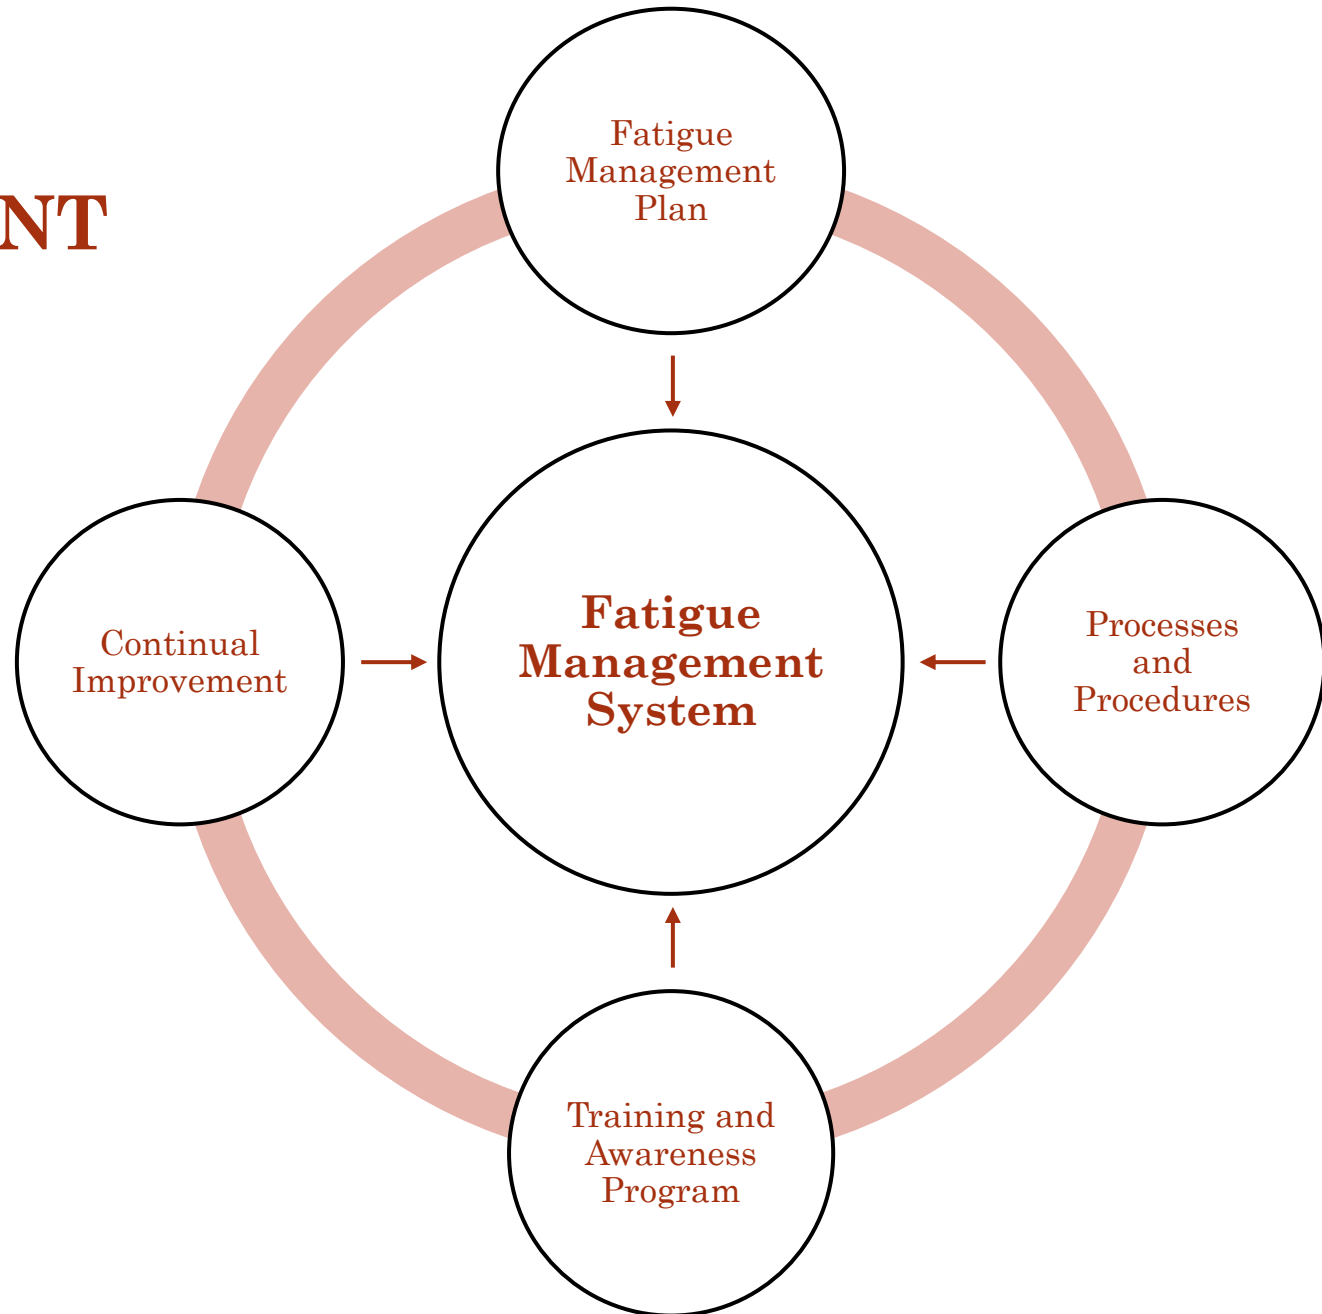 NT
Fatigue
Management
Plan
Continual
Improvement
Fatigue
Management
System
Processes
and
Procedures
Training and
Awareness
Program